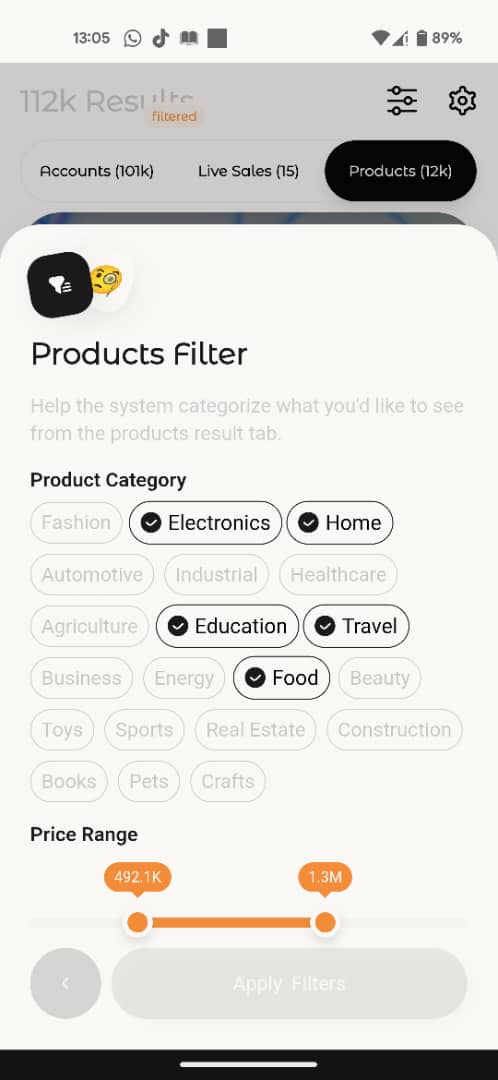 13:05 89%
112k Results
filtered
Accounts (101k) Live Sales (15) Products (12k)
Products Filter
Help the system categorize what you'd like to see
from the products result tab.
Product Category
Fashion Electronics Home
Automotive Industrial Healthcare
Agriculture Education Travel
Business Energy Food Beauty
Toys Sports Real Estate Construction
Books Pets Crafts
Price Range
492.1K 1.3M
Apply Filters